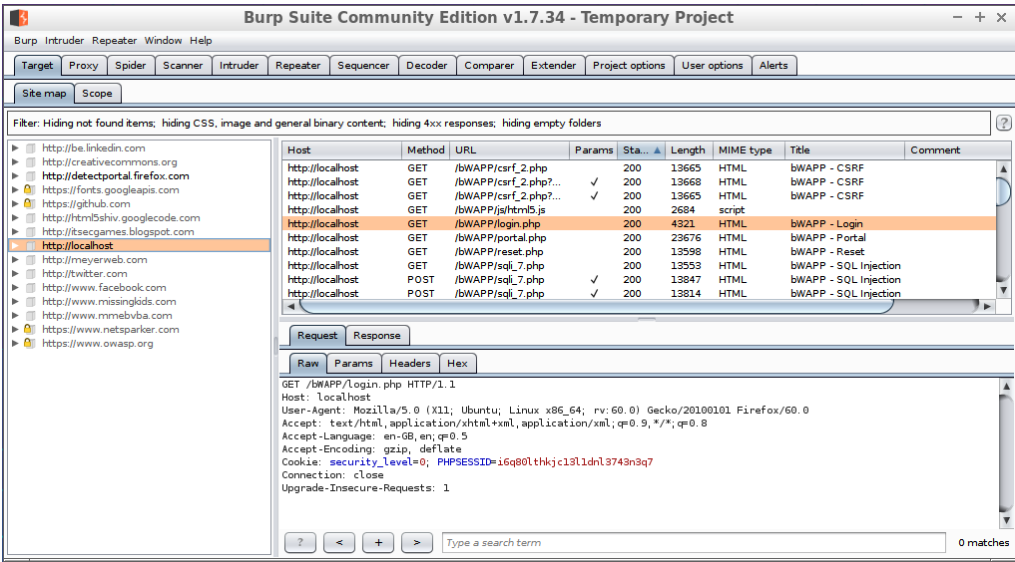 Burp Suite Community Edition v1.7.34 - Temporary Project
Burp Intruder Repeater Window Help
Target Proxy Spider Scanner Intruder Repeater Sequencer Decoder Comparer Extender Project options User options Alerts
Site map Scope
Filter: Hiding not found items; hiding CSS, image and general binary content; hiding 4xx responses; hiding empty folders
?
http://be.linkedin.com
http://creativecommons.org
http://detectportal.firefox.com
https://fonts.googleapis.com
https://github.com
http://html5shiv.googlecode.com
http://itsecgames.blogspot.com
http://localhost
http://meyerweb.com
http://twitter.com
http://www.facebook.com
http://www.missingkids.com
http://www.mmebvba.com
https://www.netsparker.com
https://www.owasp.org
Host Method URL Params Sta... Length MIME type Title Comment
http://localhost GET /bWAPP/csrf_2.php 200 13665 HTML bWAPP - CSRF
http://localhost GET /bWAPP/csrf_2.php?... ✓ 200 13668 HTML bWAPP - CSRF
http://localhost GET /bWAPP/csrf_2.php?... ✓ 200 13665 HTML bWAPP - CSRF
http://localhost GET /bWAPP/js/html5.js 200 2684 script
http://localhost GET /bWAPP/login.php 200 4321 HTML bWAPP - Login
http://localhost GET /bWAPP/portal.php 200 23676 HTML bWAPP - Portal
http://localhost GET /bWAPP/reset.php 200 13598 HTML bWAPP - Reset
http://localhost GET /bWAPP/sqli_7.php 200 13553 HTML bWAPP - SQL Injection
http://localhost POST /bWAPP/sqli_7.php ✓ 200 13847 HTML bWAPP - SQL Injection
http://localhost POST /bWAPP/sqli_7.php ✓ 200 13814 HTML bWAPP - SQL Injection
Request Response
Raw Params Headers Hex
GET /bWAPP/login.php HTTP/1.1
Host: localhost
User-Agent: Mozilla/5.0 (X11; Ubuntu; Linux x86_64; rv:60.0) Gecko/20100101 Firefox/60.0
Accept: text/html,application/xhtml+xml,application/xml;q=0.9,*/*;q=0.8
Accept-Language: en-GB,en;q=0.5
Accept-Encoding: gzip, deflate
Cookie: security_level=0; PHPSESSID=i6q80lthkjc13l1dnl3743n3q7
Connection: close
Upgrade-Insecure-Requests: 1
? < + > Type a search term 0 matches